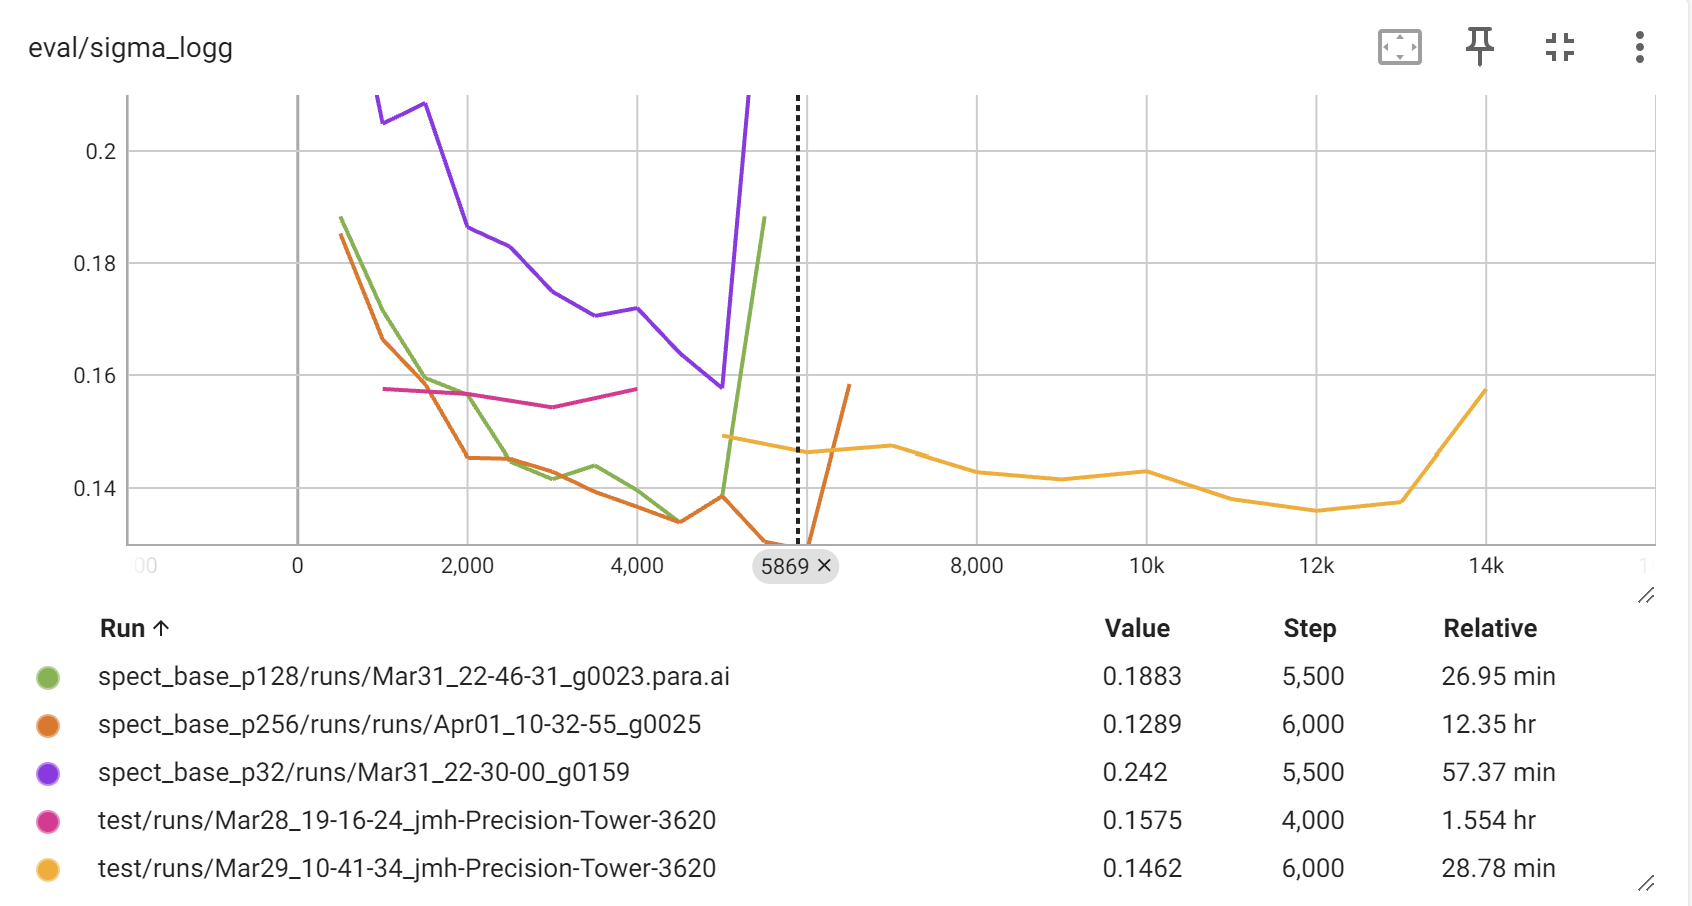 eval/sigma_logg
0.2
0.18
0.16
0.14
00 0 2,000 4,000 5869 × 8,000 10k 12k 14k
Run ↑ Value Step Relative
spect_base_p128/runs/Mar31_22-46-31_g0023.para.ai 0.1883 5,500 26.95 min
spect_base_p256/runs/runs/Apr01_10-32-55_g0025 0.1289 6,000 12.35 hr
spect_base_p32/runs/Mar31_22-30-00_g0159 0.242 5,500 57.37 min
test/runs/Mar28_19-16-24_jmh-Precision-Tower-3620 0.1575 4,000 1.554 hr
test/runs/Mar29_10-41-34_jmh-Precision-Tower-3620 0.1462 6,000 28.78 min